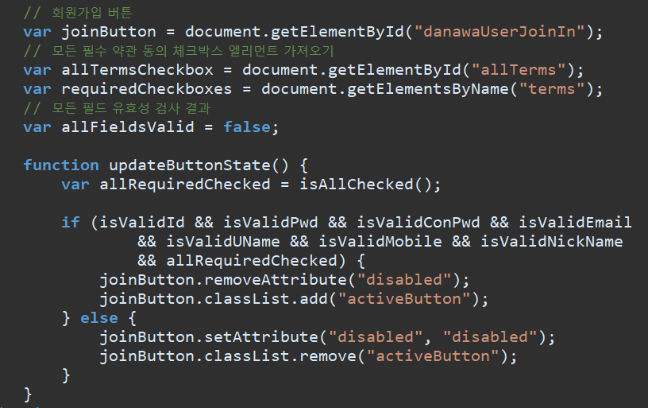 // 회원가입 버튼
var joinButton = document.getElementById("danawaUserJoinIn");
// 모든 필수 약관 동의 체크박스 엘리먼트 가져오기
var allTermsCheckbox = document.getElementById("allTerms");
var requiredCheckboxes = document.getElementsByName("terms");
// 모든 필드 유효성 검사 결과
var allFieldsValid = false;

function updateButtonState() {
    var allRequiredChecked = isAllChecked();

    if (isValidId && isValidPwd && isValidConPwd && isValidEmail
            && isValidUName && isValidMobile && isValidNickName
            && allRequiredChecked) {
        joinButton.removeAttribute("disabled");
        joinButton.classList.add("activeButton");
    } else {
        joinButton.setAttribute("disabled", "disabled");
        joinButton.classList.remove("activeButton");
    }
}